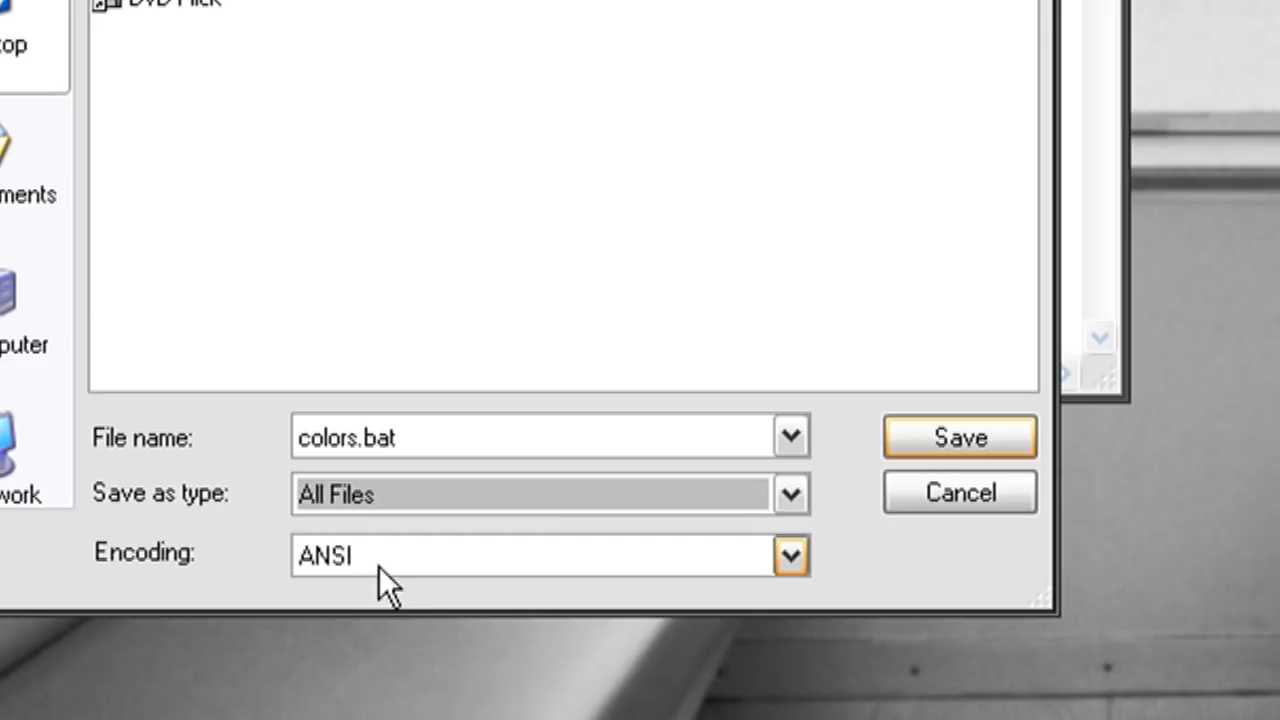 top
ments
puter
work
File name:
colors.bat
Save
Save as type:
All Files
Cancel
Encoding:
ANSI